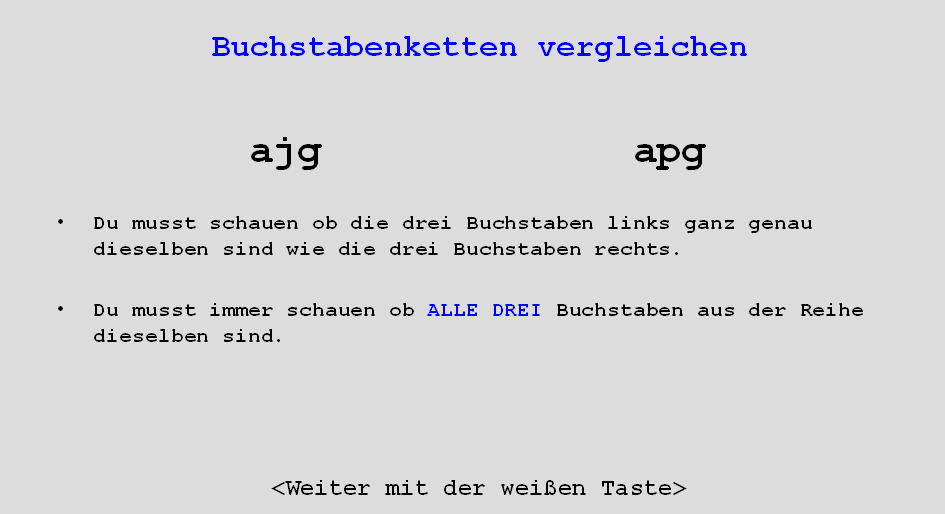 Buchstabenketten vergleichen
ajg apg
• Du musst schauen ob die drei Buchstaben links ganz genau
dieselben sind wie die drei Buchstaben rechts.
• Du musst immer schauen ob ALLE DREI Buchstaben aus der Reihe
dieselben sind.
<Weiter mit der weißen Taste>